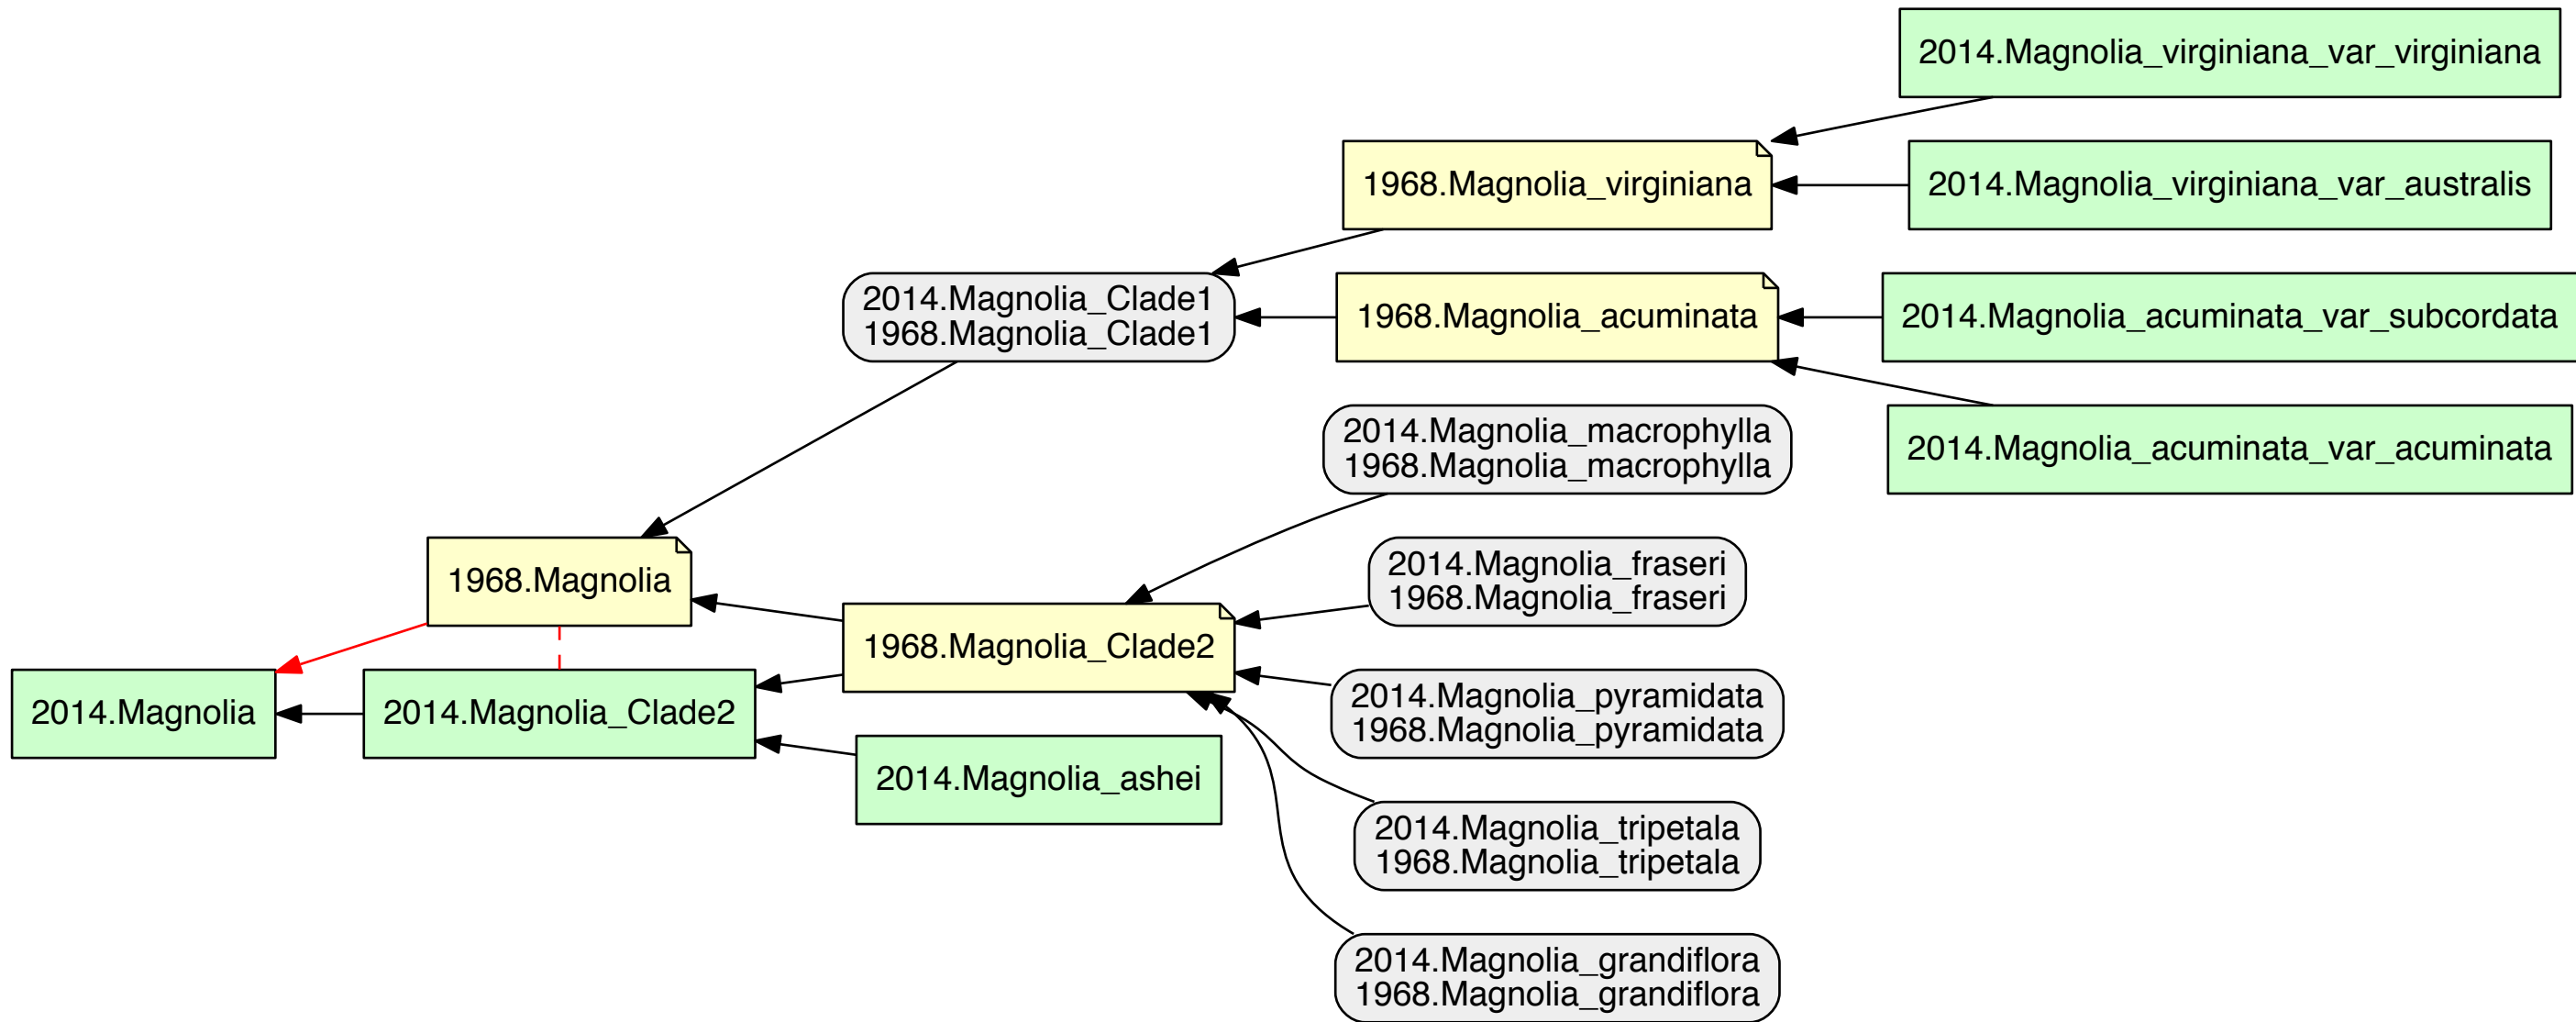 2014.Magnolia_virginiana_var_virginiana
1968.Magnolia_virginiana
2014.Magnolia_virginiana_var_australis
2014.Magnolia_Clade1
1968.Magnolia_Clade1
1968.Magnolia_acuminata
2014.Magnolia_acuminata_var_subcordata
2014.Magnolia_macrophylla
1968.Magnolia_macrophylla
2014.Magnolia_acuminata_var_acuminata
1968.Magnolia
2014.Magnolia_fraseri
1968.Magnolia_fraseri
1968.Magnolia_Clade2
2014.Magnolia
2014.Magnolia_Clade2
2014.Magnolia_pyramidata
1968.Magnolia_pyramidata
2014.Magnolia_ashei
2014.Magnolia_tripetala
1968.Magnolia_tripetala
2014.Magnolia_grandiflora
1968.Magnolia_grandiflora